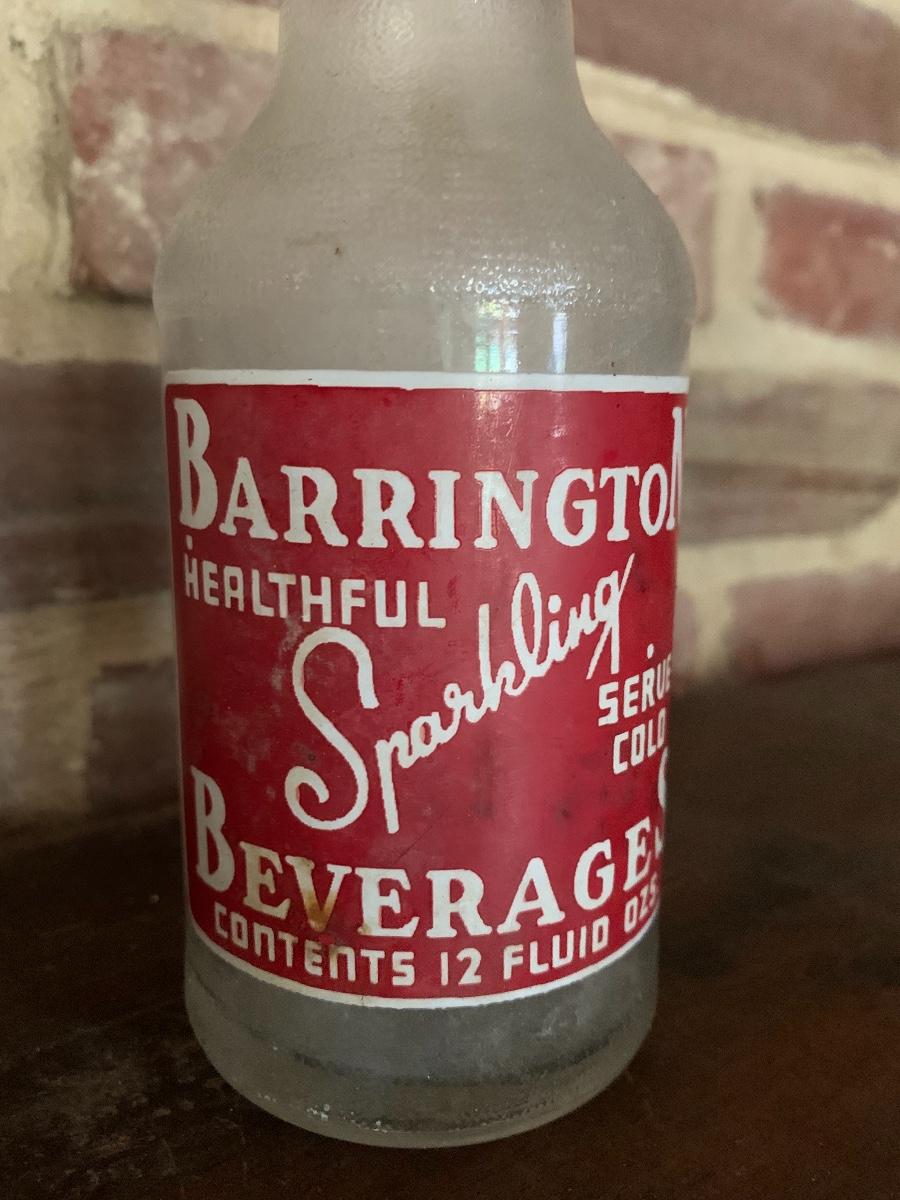 BARRINGTON
HEALTHFUL
Sparkling
SERVE
COLD
BEVERAGES
CONTENTS 12 FLUID OZS.